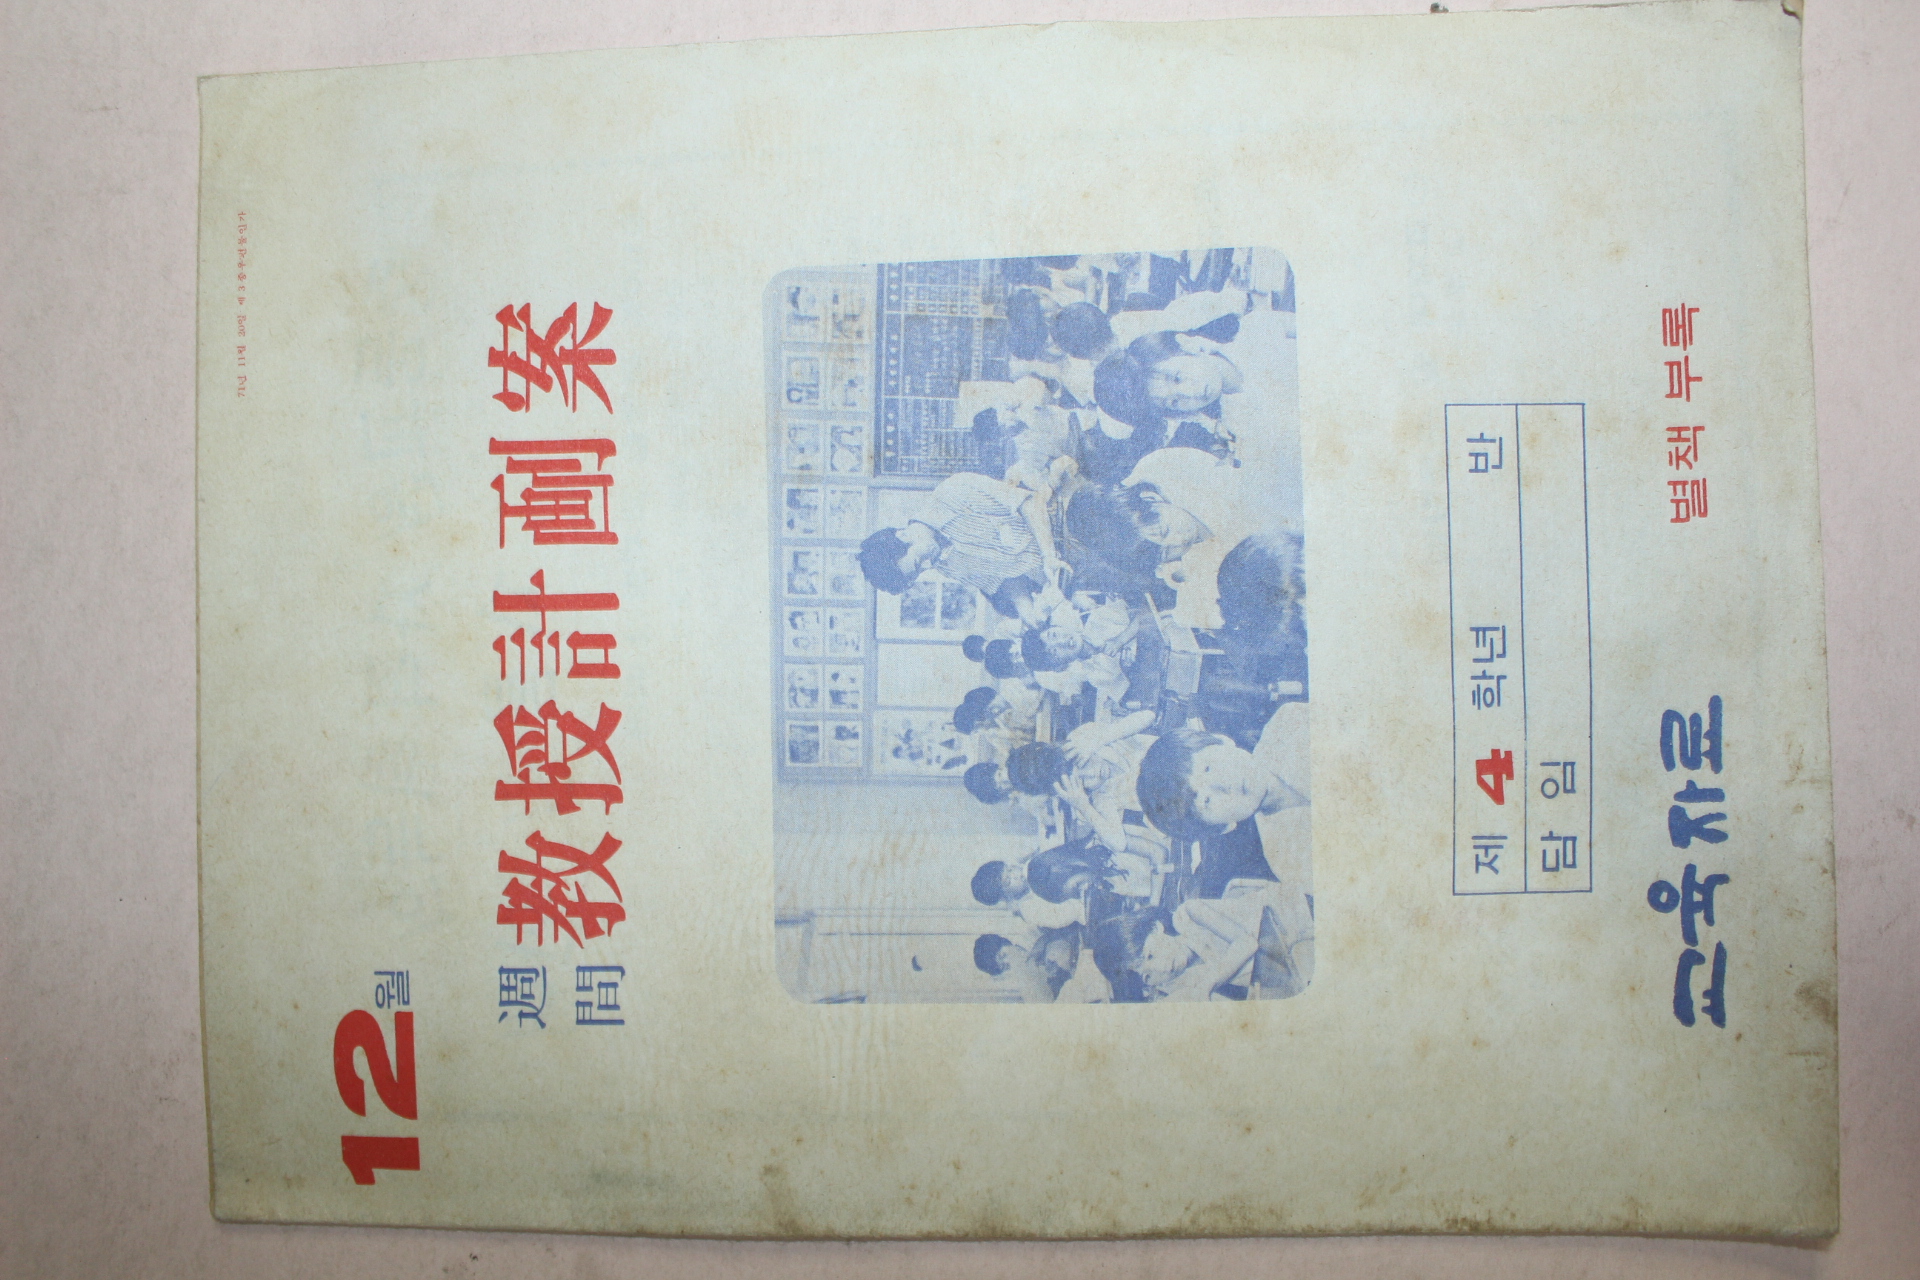 12월
週間 教授計劃案
제 4 학년 반
담임
교육자료 별책 부록